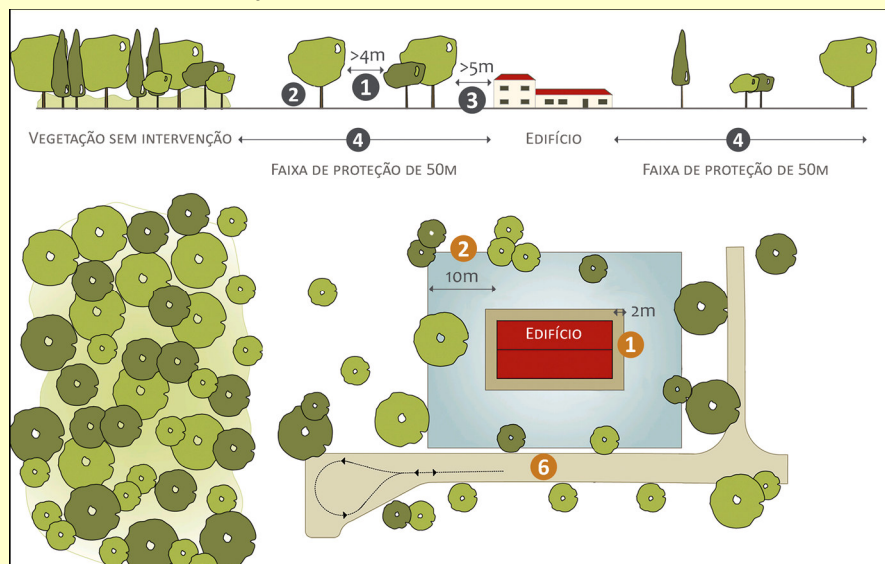 >4m
>5m
2
1
3
VEGETAÇÃO SEM INTERVENÇÃO
4
EDIFÍCIO
4
FAIXA DE PROTEÇÃO DE 50M
FAIXA DE PROTEÇÃO DE 50M
2
10m
2m
EDIFÍCIO
1
6